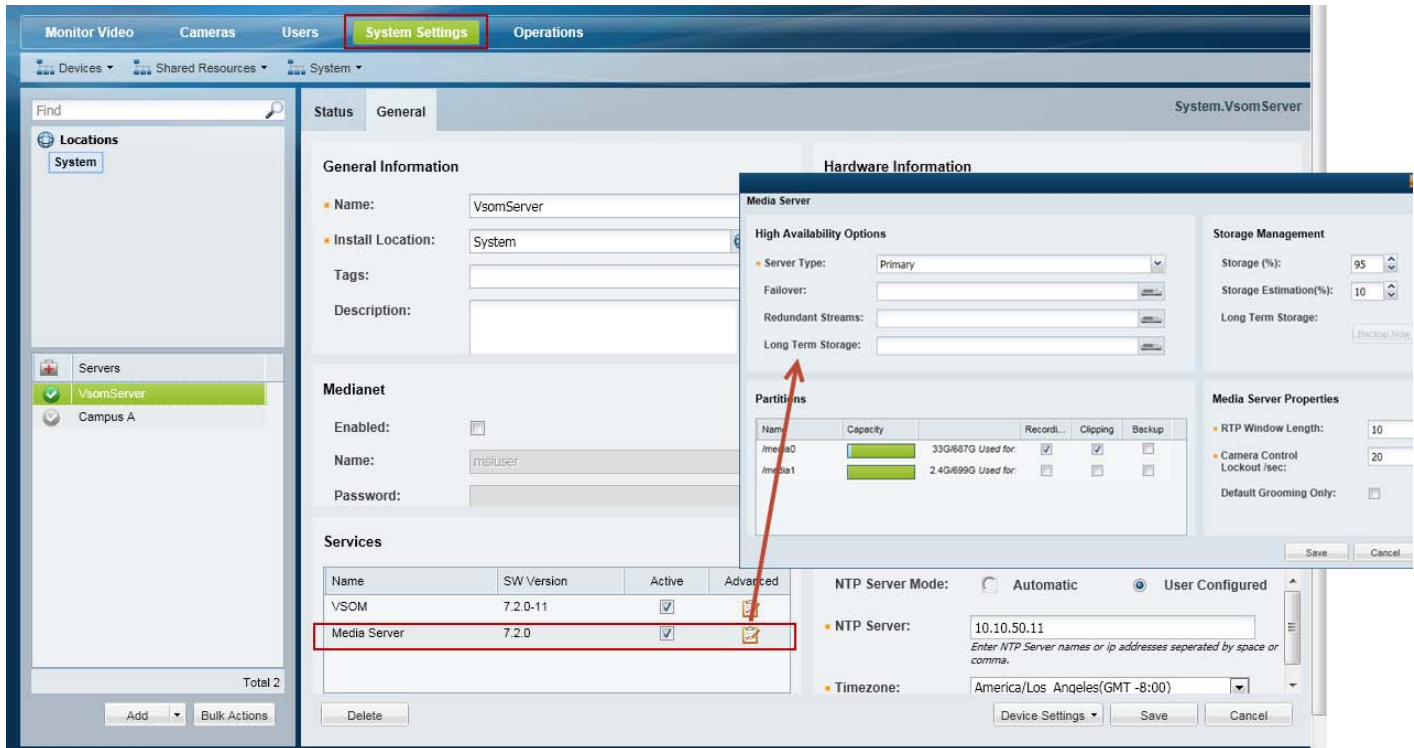 Monitor Video Cameras Users System Settings Operations
Devices Shared Resources System
Find
Locations
System
Servers
VsomServer
Campus A
Total 2
Add Bulk Actions
Status General System.VsomServer
General Information
* Name: VsomServer
* Install Location: System
Tags:
Description:
Medianet
Enabled:
Name: msiuser
Password:
Services
Name SW Version Active Advanced
VSOM 7.2.0-11
Media Server 7.2.0
Delete
Hardware Information
Media Server
High Availability Options
* Server Type: Primary
Failover:
Redundant Streams:
Long Term Storage:
Storage Management
Storage (%): 95
Storage Estimation(%): 10
Long Term Storage:
Backup Now
Partitions
Name Capacity Recordi... Clipping Backup
/media0 33G/687G Used for:
/media1 2.4G/699G Used for:
Media Server Properties
* RTP Window Length: 10
* Camera Control
Lockout /sec: 20
Default Grooming Only:
Save Cancel
NTP Server Mode: Automatic User Configured
* NTP Server: 10.10.50.11
Enter NTP Server names or ip addresses seperated by space or
comma.
* Timezone: America/Los_Angeles(GMT -8:00)
Device Settings Save Cancel